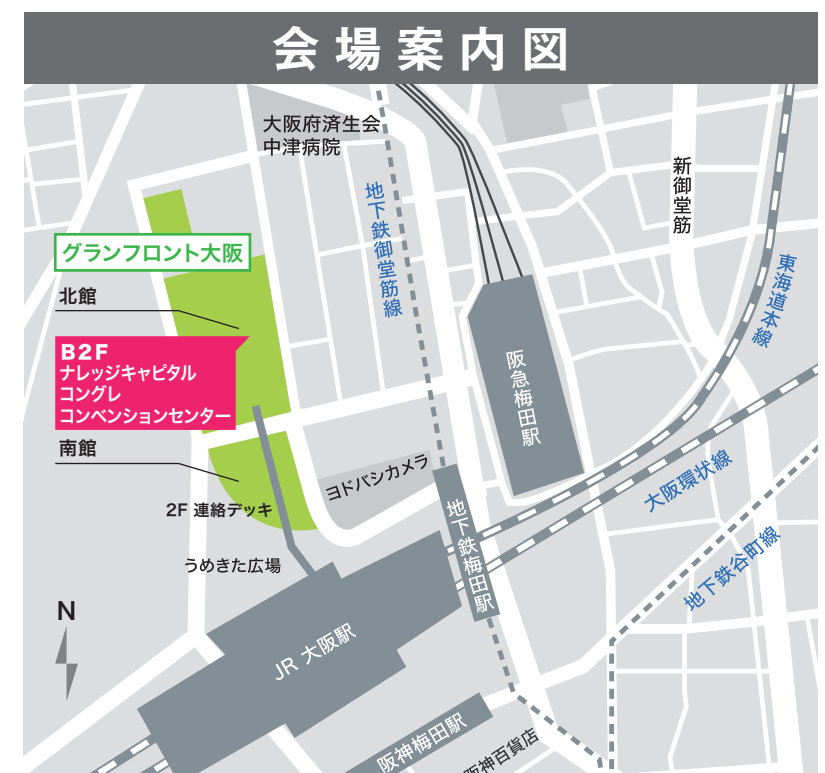 会場案内図
大阪府済生会
中津病院
新御堂筋
地下鉄御堂筋線
グランフロント大阪
東海道本線
北館
B2F
ナレッジキャピタル
コングレ
コンベンションセンター
阪急梅田駅
南館
ヨドバシカメラ
大阪環状線
2F 連絡デッキ
地下鉄梅田駅
地下鉄谷町線
うめきた広場
N
JR 大阪駅
阪神梅田駅
阪神百貨店